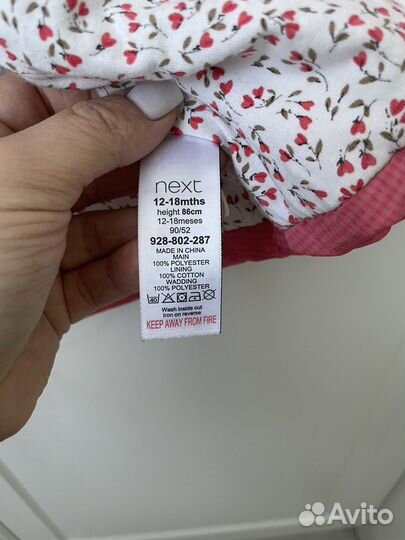 next
12-18mths
height 86cm
12-18meses
90/52
928-802-287
MADE IN CHINA
MAIN
100% POLYESTER
LINING
100% COTTON
WADDING
100% POLYESTER
Wash inside out
Iron on reverse
KEEP AWAY FROM FIRE
Avito